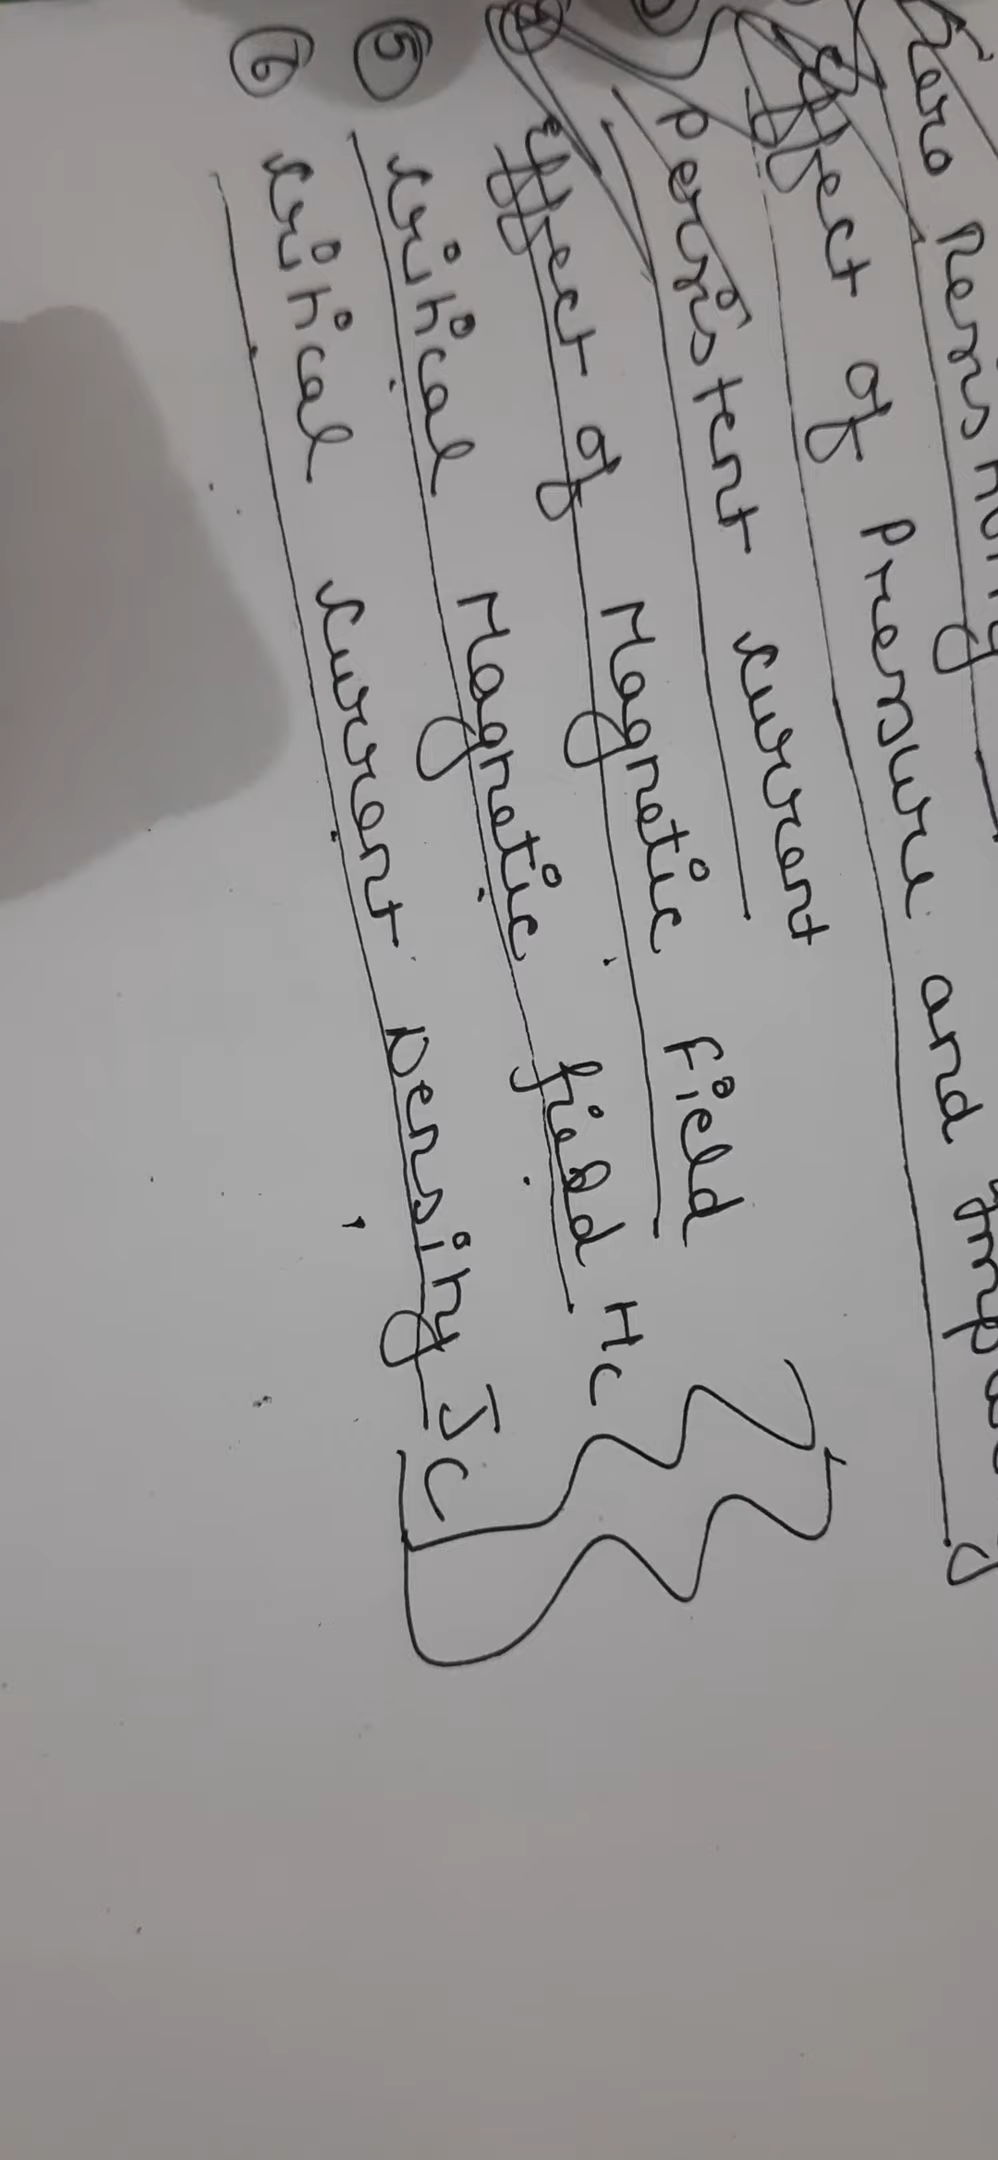 Zero Resis
Effect of Pressure and
Persistent current
Effect of Magnetic Field
⑤ critical Magnetic field Hc
⑥ critical current Density Jc